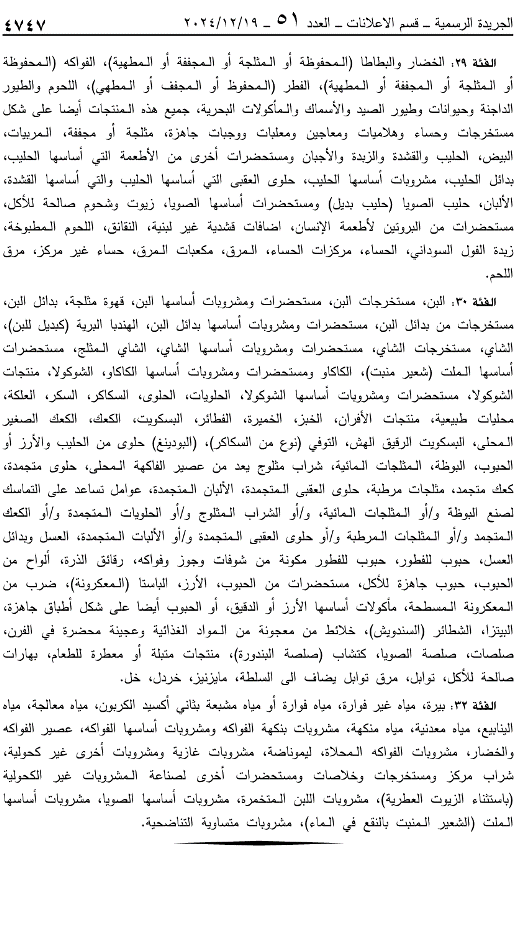 الجريدة الرسمية ــ قسم الاعلانات ــ العدد ٥١ ــ ٢٠٢٤/١٢/١٩ ٤٧٤٧
الفئة ٢٩: الخضار والبطاطا (المحفوظة أو المثلجة أو المجففة أو المطهية)، الفواكه (المحفوظة
أو المثلجة أو المجففة أو المطهية)، الفطر (المحفوظ أو المجفف أو المطهي)، اللحوم والطيور
الداجنة وحيوانات وطيور الصيد والأسماك والمأكولات البحرية، جميع هذه المنتجات أيضا على شكل
مستخرجات وحساء وهلاميات ومعاجين ومعلبات ووجبات جاهزة، مثلجة أو مجففة، المربيات،
البيض، الحليب والقشدة والزبدة والأجبان ومستحضرات أخرى من الأطعمة التي أساسها الحليب،
بدائل الحليب، مشروبات أساسها الحليب، حلوى العقبى التي أساسها الحليب والتي أساسها القشدة،
الألبان، حليب الصويا (حليب بديل) ومستحضرات أساسها الصويا، زيوت وشحوم صالحة للأكل،
مستحضرات من البروتين لأطعمة الإنسان، اضافات قشدية غير لبنية، النقانق، اللحوم المطبوخة،
زبدة الفول السوداني، الحساء، مركزات الحساء، المرق، مكعبات المرق، حساء غير مركز، مرق
اللحم.
الفئة ٣٠: البن، مستخرجات البن، مستحضرات ومشروبات أساسها البن، قهوة مثلجة، بدائل البن،
مستخرجات من بدائل البن، مستحضرات ومشروبات أساسها بدائل البن، الهندبا البرية (كبديل للبن)،
الشاي، مستخرجات الشاي، مستحضرات ومشروبات أساسها الشاي، الشاي المثلج، مستحضرات
أساسها الملت (شعير منبت)، الكاكاو ومستحضرات ومشروبات أساسها الكاكاو، الشوكولا، منتجات
الشوكولا، مستحضرات ومشروبات أساسها الشوكولا، الحلويات، الحلوى، السكاكر، السكر، العلكة،
محليات طبيعية، منتجات الأفران، الخبز، الخميرة، الفطائر، البسكويت، الكعك، الكعك الصغير
المحلى، البسكويت الرقيق الهش، التوفي (نوع من السكاكر)، (البودينغ) حلوى من الحليب والأرز أو
الحبوب، البوظة، المثلجات المائية، شراب مثلوج يعد من عصير الفاكهة المحلى، حلوى متجمدة،
كعك متجمد، مثلجات مرطبة، حلوى العقبى المتجمدة، الألبان المتجمدة، عوامل تساعد على التماسك
لصنع البوظة و/أو المثلجات المائية، و/أو الشراب المثلوج و/أو الحلويات المتجمدة و/أو الكعك
المتجمد و/أو المثلجات المرطبة و/أو حلوى العقبى المتجمدة و/أو الألبات المتجمدة، العسل وبدائل
العسل، حبوب للفطور، حبوب للفطور مكونة من شوفات وجوز وفواكه، رقائق الذرة، ألواح من
الحبوب، حبوب جاهزة للأكل، مستحضرات من الحبوب، الأرز، الباستا (المعكرونة)، ضرب من
المعكرونة المسطحة، مأكولات أساسها الأرز أو الدقيق، أو الحبوب أيضا على شكل أطباق جاهزة،
البيتزا، الشطائر (السندويش)، خلائط من معجونة من المواد الغذائية وعجينة محضرة في الفرن،
صلصات، صلصة الصويا، كتشاب (صلصة البندورة)، منتجات متبلة أو معطرة للطعام، بهارات
صالحة للأكل، توابل، مرق توابل يضاف الى السلطة، مايزنيز، خردل، خل.
الفئة ٣٢: بيرة، مياه غير فوارة، مياه فوارة أو مياه مشبعة بثاني أكسيد الكربون، مياه معالجة، مياه
الينابيع، مياه معدنية، مياه منكهة، مشروبات بنكهة الفواكه ومشروبات أساسها الفواكه، عصير الفواكه
والخضار، مشروبات الفواكه المحلاة، ليموناضة، مشروبات غازية ومشروبات أخرى غير كحولية،
شراب مركز ومستخرجات وخلاصات ومستحضرات أخرى لصناعة المشروبات غير الكحولية
(باستثناء الزيوت العطرية)، مشروبات اللبن المتخمرة، مشروبات أساسها الصويا، مشروبات أساسها
الملت (الشعير المنبت بالنقع في الماء)، مشروبات متساوية التناضحية.